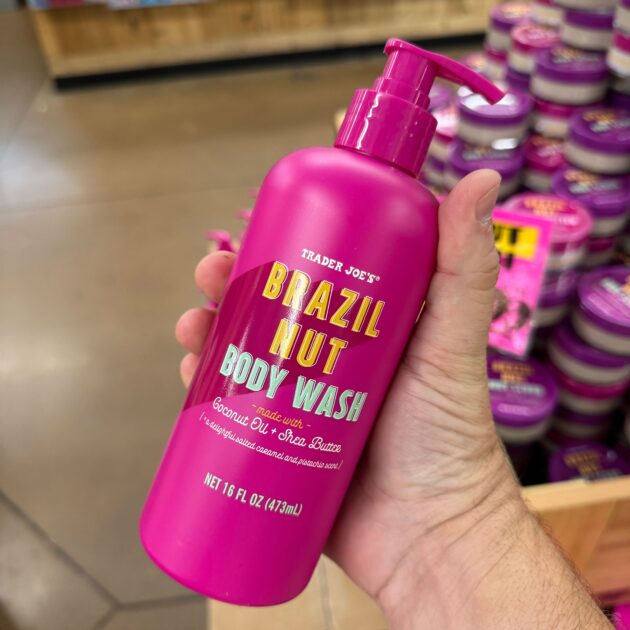 TRADER JOE'S®
BRAZIL
NUT
BODY WASH
- made with -
Coconut Oil + Shea Butter
( a delightful salted caramel and pistachio scent )
NET 16 FL OZ (473mL)